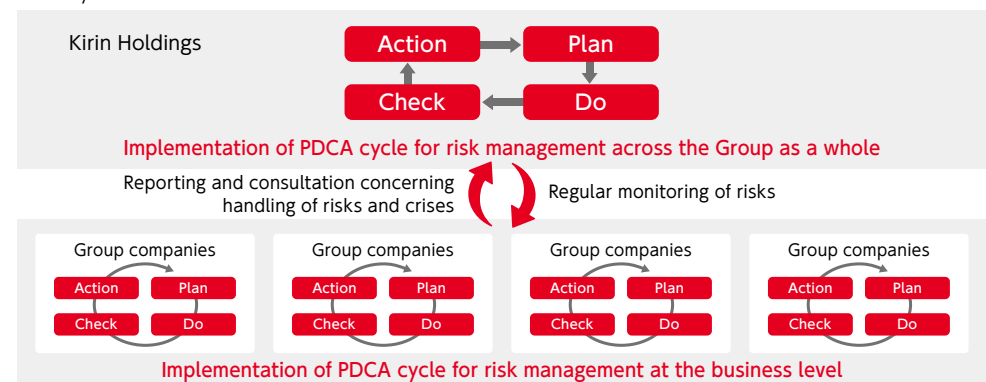 Kirin Holdings
Action
Plan
Check
Do
Implementation of PDCA cycle for risk management across the Group as a whole
Reporting and consultation concerning
handling of risks and crises
Regular monitoring of risks
Group companies
Action
Plan
Check
Do
Group companies
Action
Plan
Check
Do
Group companies
Action
Plan
Check
Do
Group companies
Action
Plan
Check
Do
Implementation of PDCA cycle for risk management at the business level